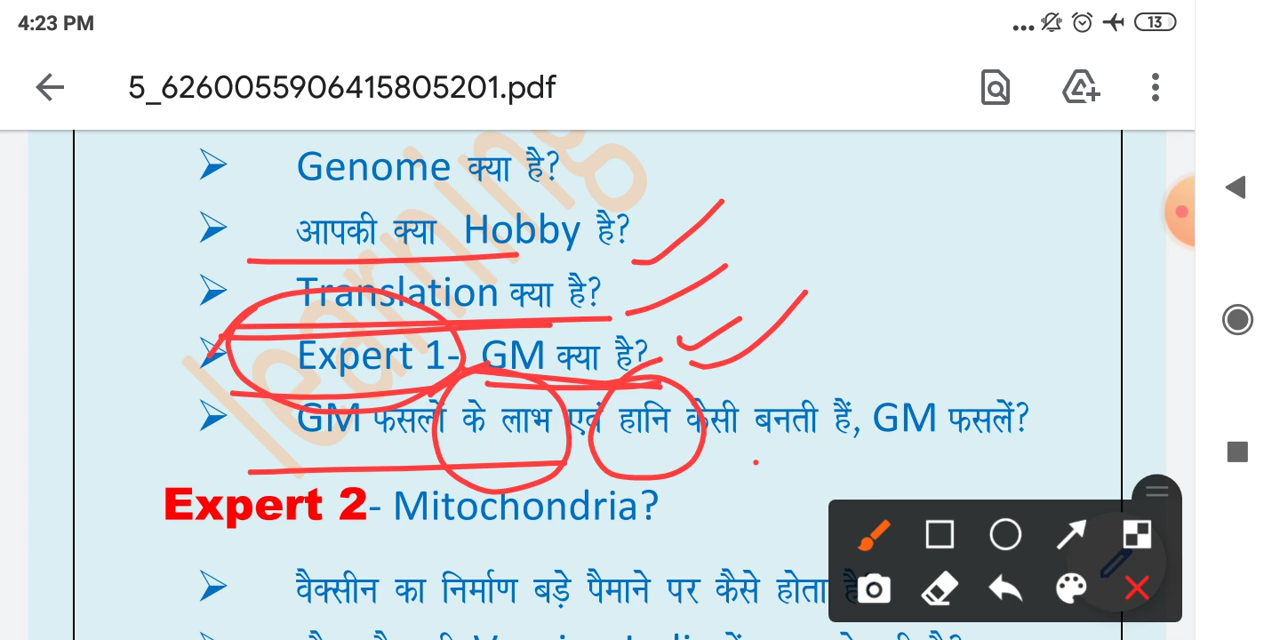 4:23 PM
13
5_6260055906415805201.pdf
learning
➢ Genome क्या है?
➢ आपकी क्या Hobby है?
➢ Translation क्या है?
➢ Expert 1- GM क्या है?
➢ GM फसलों के लाभ एवं हानि केसी बनती हैं, GM फसलें?
Expert 2- Mitochondria?
➢ वैक्सीन का निर्माण बड़े पैमाने पर कैसे होता है